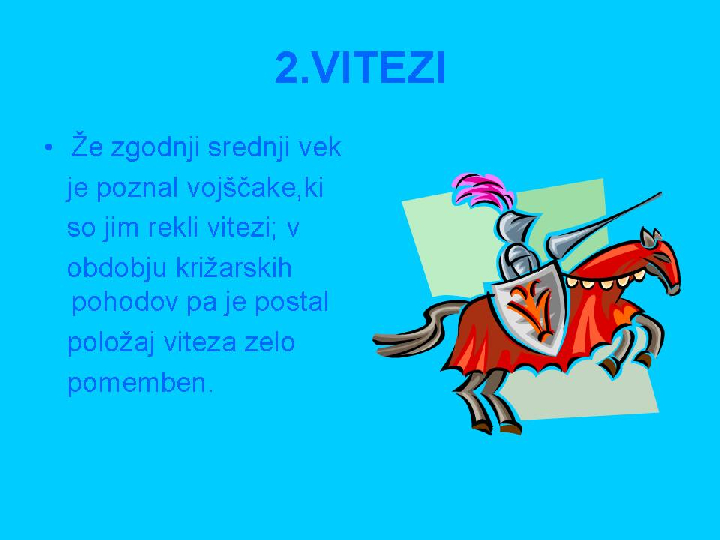 2.VITEZI
• Že zgodnji srednji vek
je poznal vojščake,ki
so jim rekli vitezi; v
obdobju križarskih
pohodov pa je postal
položaj viteza zelo
pomemben.